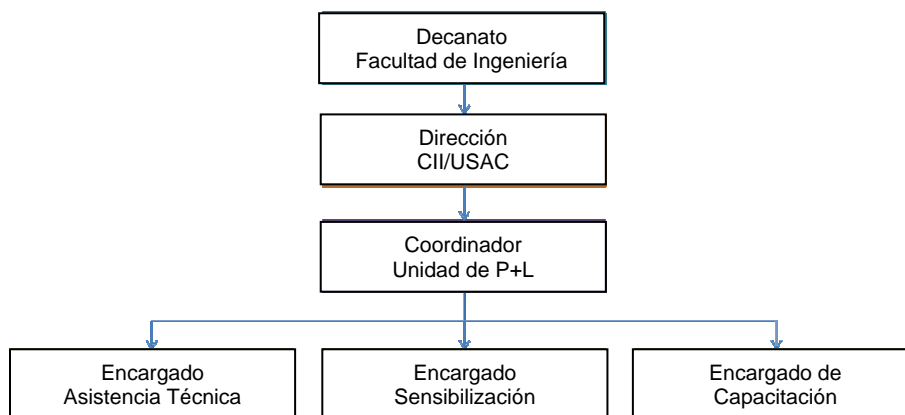 Decanato
Facultad de Ingeniería
Dirección
CII/USAC
Coordinador
Unidad de P+L
Encargado
Asistencia Técnica
Encargado
Sensibilización
Encargado de
Capacitación